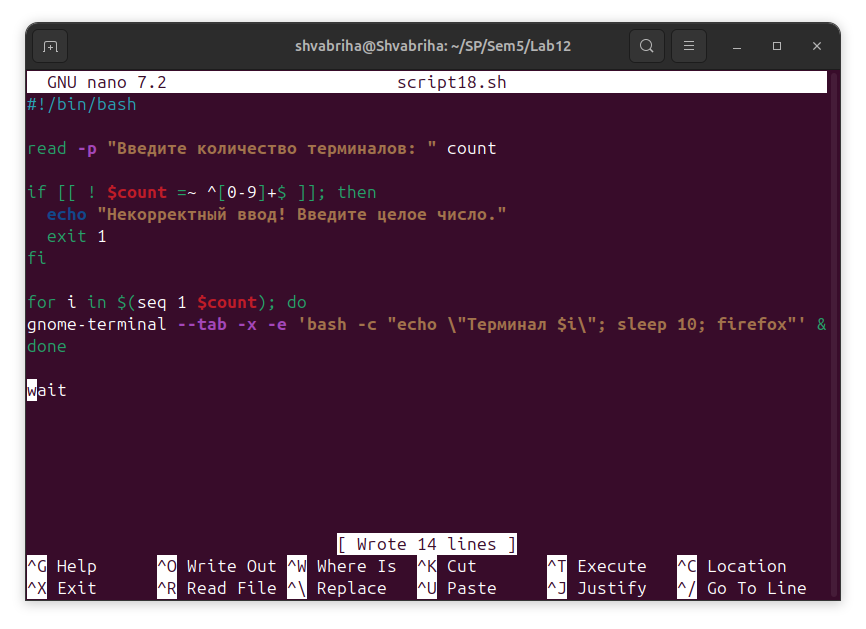 shvabriha@Shvabriha: ~/SP/Sem5/Lab12
GNU nano 7.2 script18.sh
#!/bin/bash
read -p "Введите количество терминалов: " count
if [[ ! $count =~ ^[0-9]+$ ]]; then
echo "Некорректный ввод! Введите целое число."
exit 1
fi
for i in $(seq 1 $count); do
gnome-terminal --tab -x -e 'bash -c "echo \"Терминал $i\"; sleep 10; firefox"' &
done
wait
[ Wrote 14 lines ]
^G Help ^O Write Out ^W Where Is ^K Cut ^T Execute ^C Location
^X Exit ^R Read File ^\ Replace ^U Paste ^J Justify ^/ Go To Line